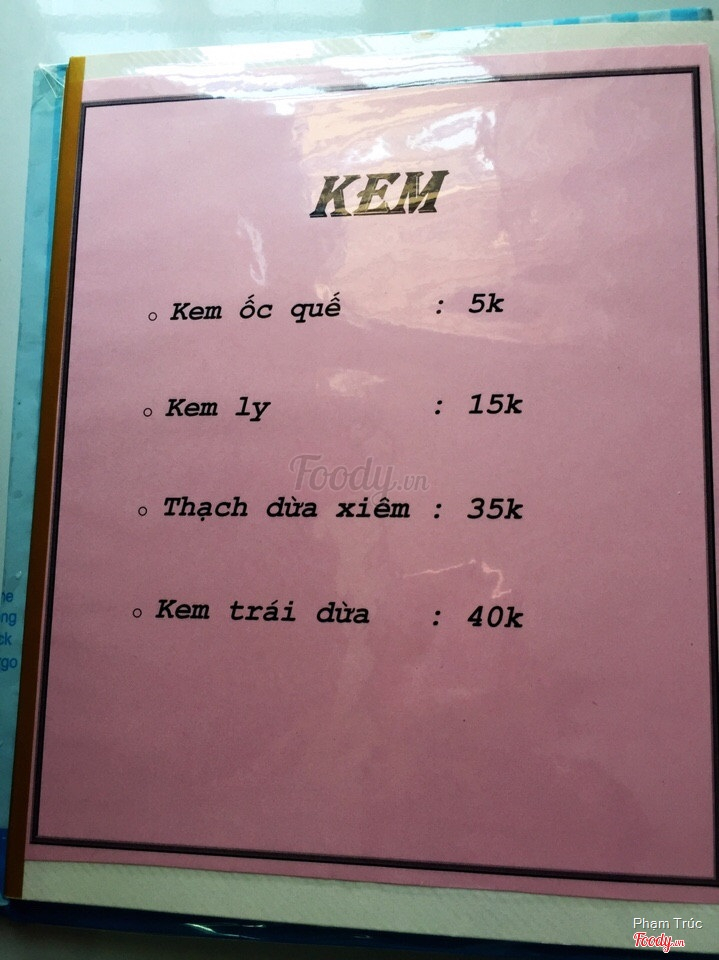 KEM
Kem ốc quế : 5k
Kem ly : 15k
Thạch dừa xiêm : 35k
Kem trái dừa : 40k
Foody.vn
Phạm Trúc
Foody.vn